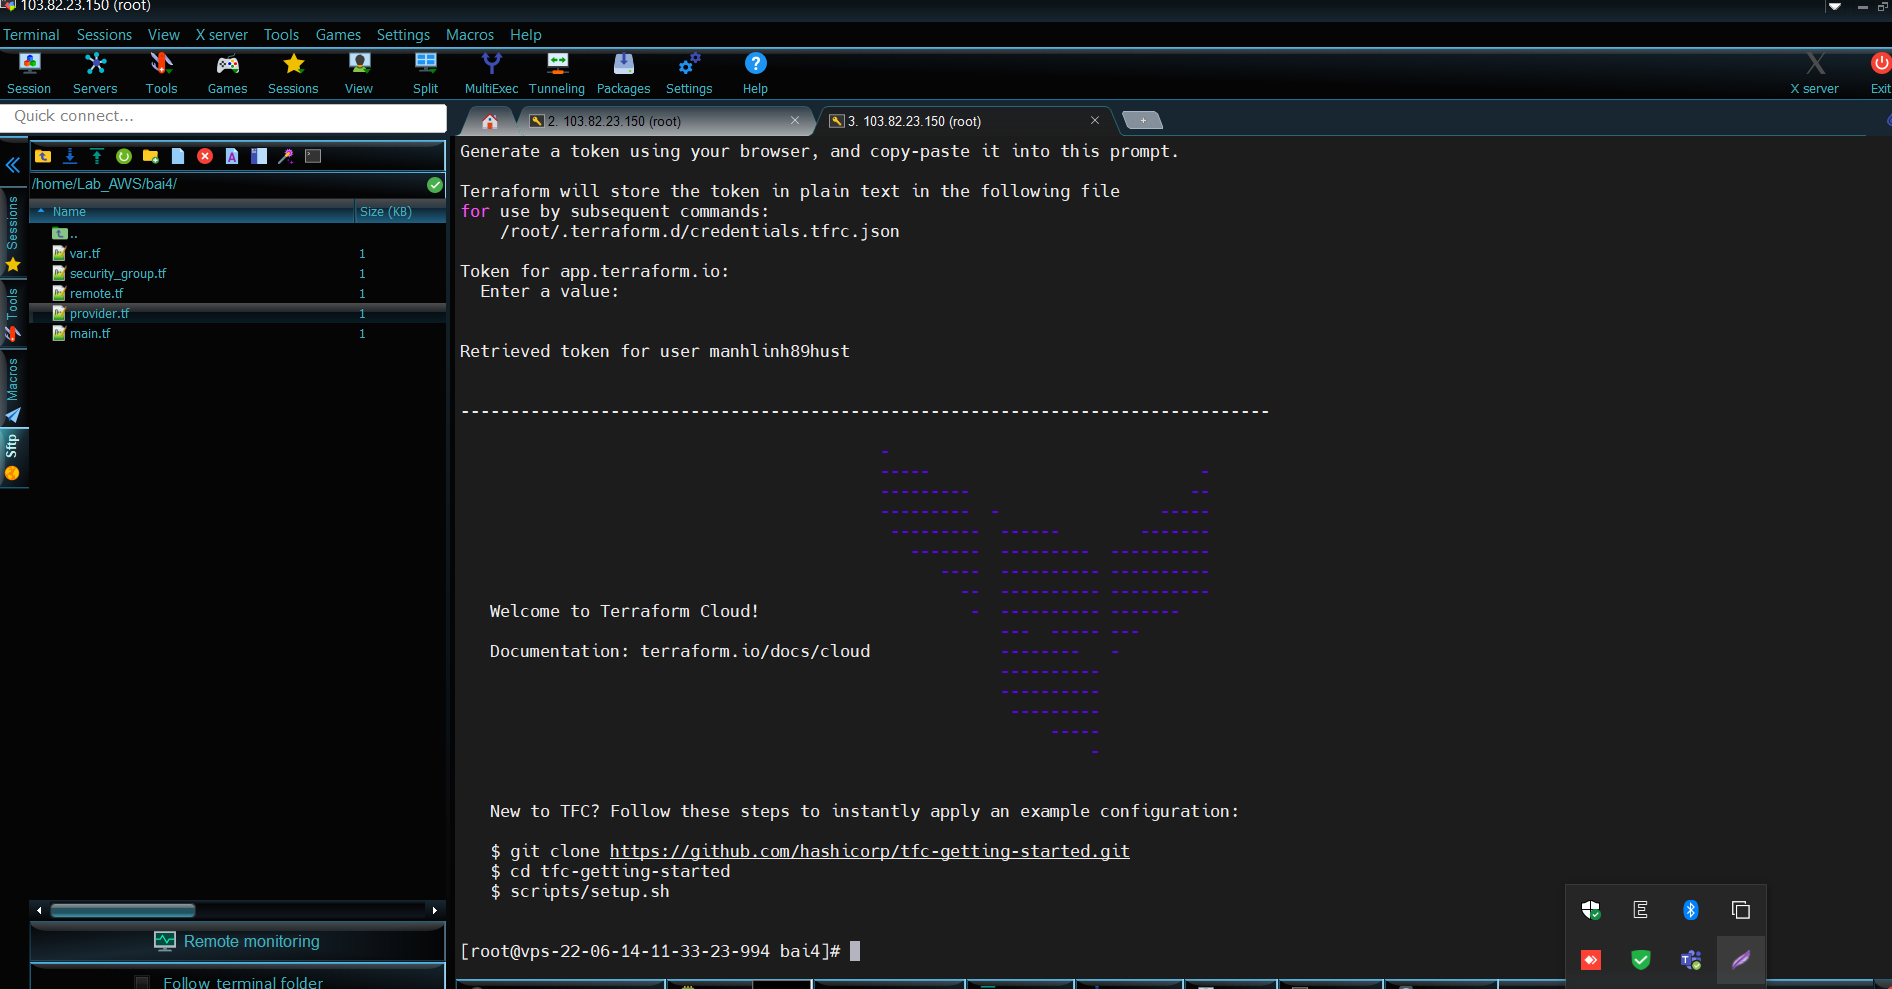 103.82.23.150 (root)
Terminal Sessions View X server Tools Games Settings Macros Help
Session Servers Tools Games Sessions View Split MultiExec Tunneling Packages Settings Help X server Exit
Quick connect...
2. 103.82.23.150 (root)
3. 103.82.23.150 (root)
/home/Lab_AWS/bai4/
Name Size (KB)
..
var.tf 1
security_group.tf 1
remote.tf 1
provider.tf 1
main.tf 1
Sessions
Tools
Macros
Sftp
Remote monitoring
Follow terminal folder
Generate a token using your browser, and copy-paste it into this prompt.
Terraform will store the token in plain text in the following file
for use by subsequent commands:
/root/.terraform.d/credentials.tfrc.json
Token for app.terraform.io:
Enter a value:
Retrieved token for user manhlinh89hust
---------------------------------------------------------------------------------
Welcome to Terraform Cloud!
Documentation: terraform.io/docs/cloud
New to TFC? Follow these steps to instantly apply an example configuration:
$ git clone https://github.com/hashicorp/tfc-getting-started.git
$ cd tfc-getting-started
$ scripts/setup.sh
[root@vps-22-06-14-11-33-23-994 bai4]#